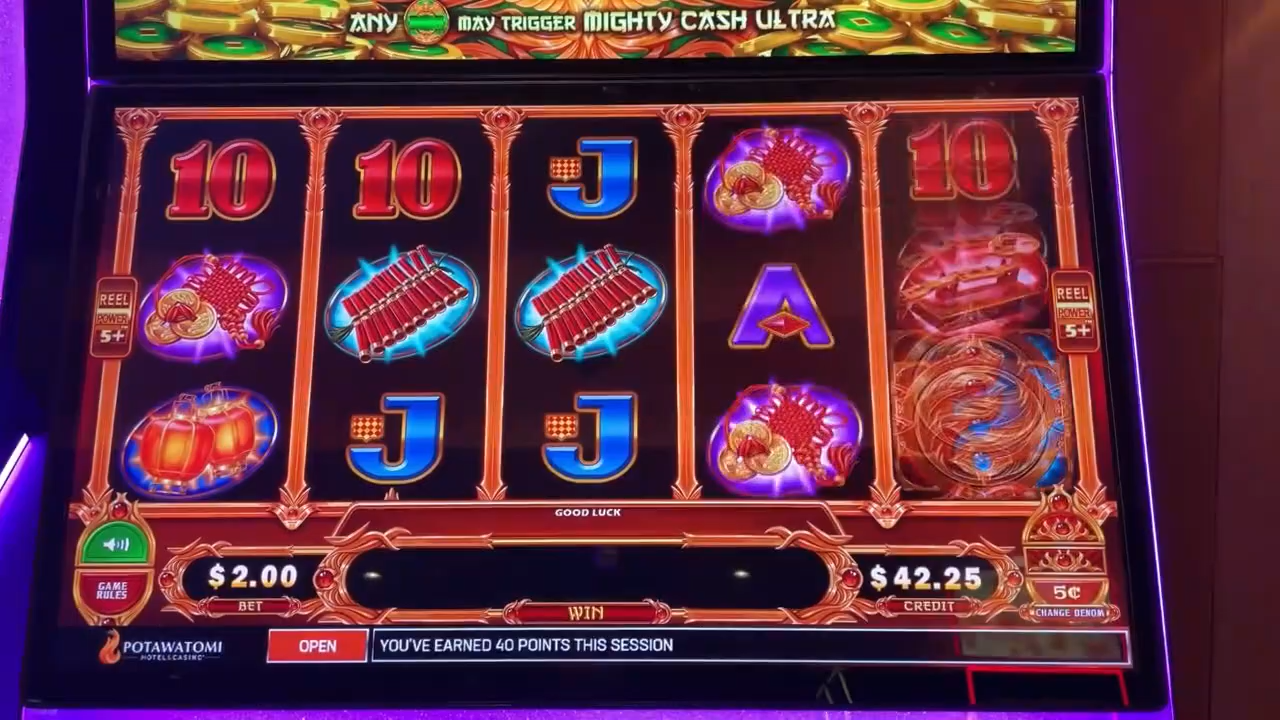 ANY MAY TRIGGER MIGHTY CASH ULTRA
10 10 J 10
REEL POWER 5+™
A
REEL POWER 5+™
J J
GOOD LUCK
GAME RULES
$2.00
BET
WIN
$42.25
CREDIT
5¢
CHANGE DENOM
POTAWATOMI
HOTEL & CASINO
OPEN
YOU'VE EARNED 40 POINTS THIS SESSION